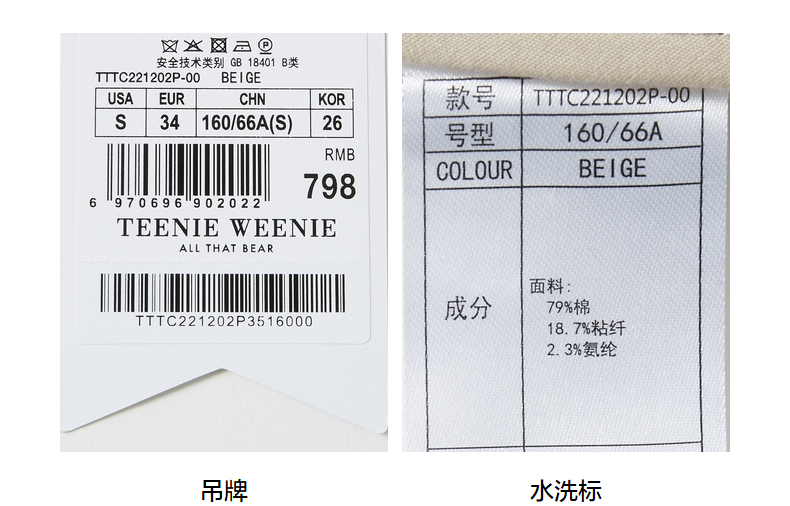 安全技术类别 GB 18401 B类
TTTC221202P-00 BEIGE
USA EUR CHN KOR
S 34 160/66A(S) 26
RMB
798
6 970696 902022
TEENIE WEENIE
ALL THAT BEAR
TTTC221202P3516000
吊牌
款号 TTTC221202P-00
号型 160/66A
COLOUR BEIGE
成分
面料:
79%棉
18.7%粘纤
2.3%氨纶
水洗标